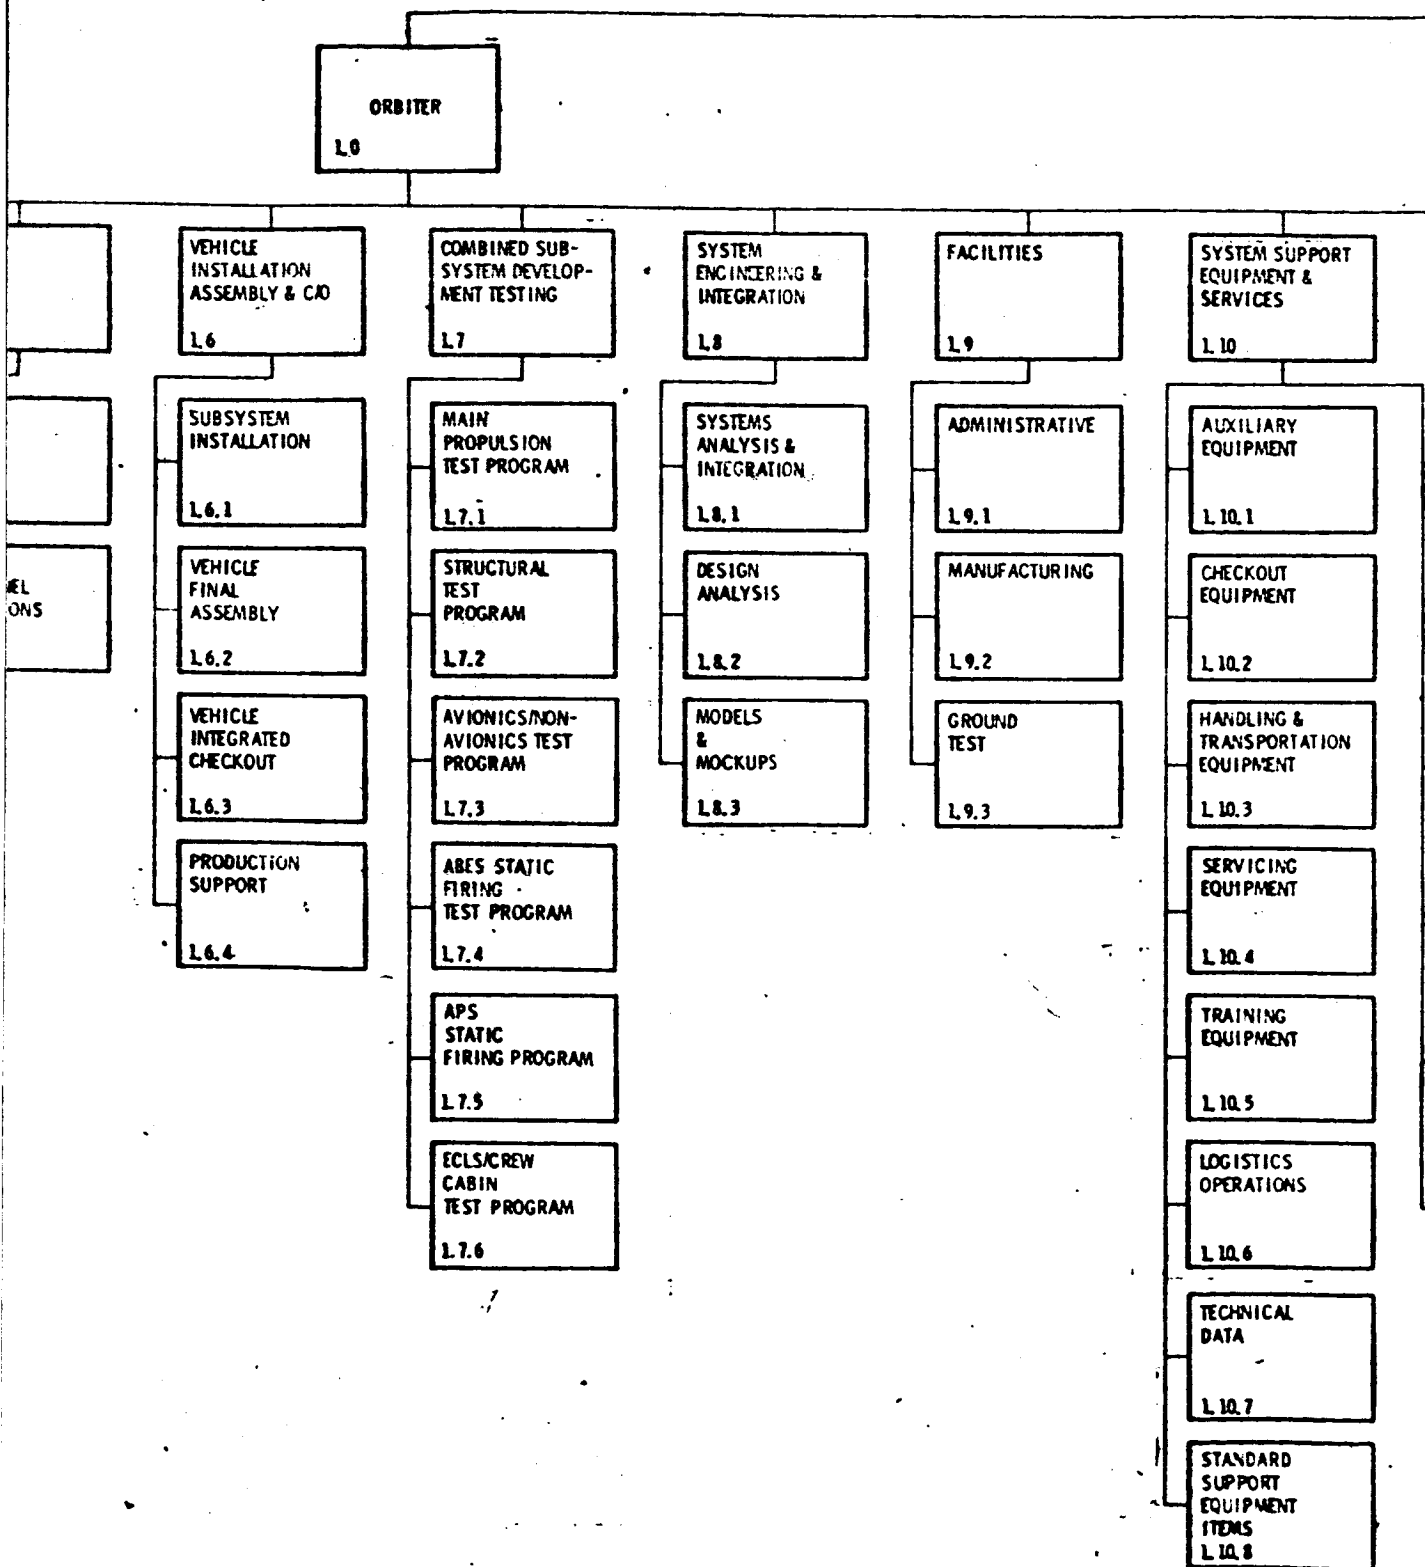 ORBITER
1.0
VEHICLE
INSTALLATION
ASSEMBLY & C/O
1.6
COMBINED SUB-
SYSTEM DEVELOP-
MENT TESTING
1.7
SYSTEM
ENGINEERING &
INTEGRATION
1.8
FACILITIES
1.9
SYSTEM SUPPORT
EQUIPMENT &
SERVICES
1.10
ONS
SUBSYSTEM
INSTALLATION
1.6.1
VEHICLE
FINAL
ASSEMBLY
1.6.2
VEHICLE
INTEGRATED
CHECKOUT
1.6.3
PRODUCTION
SUPPORT
1.6.4
MAIN
PROPULSION
TEST PROGRAM
1.7.1
STRUCTURAL
TEST
PROGRAM
1.7.2
AVIONICS/NON-
AVIONICS TEST
PROGRAM
1.7.3
ABES STATIC
FIRING
TEST PROGRAM
1.7.4
APS
STATIC
FIRING PROGRAM
1.7.5
ECLS/CREW
CABIN
TEST PROGRAM
1.7.6
SYSTEMS
ANALYSIS &
INTEGRATION
1.8.1
DESIGN
ANALYSIS
1.8.2
MODELS
&
MOCKUPS
1.8.3
ADMINISTRATIVE
1.9.1
MANUFACTURING
1.9.2
GROUND
TEST
1.9.3
AUXILIARY
EQUIPMENT
1.10.1
CHECKOUT
EQUIPMENT
1.10.2
HANDLING &
TRANSPORTATION
EQUIPMENT
1.10.3
SERVICING
EQUIPMENT
1.10.4
TRAINING
EQUIPMENT
1.10.5
LOGISTICS
OPERATIONS
1.10.6
TECHNICAL
DATA
1.10.7
STANDARD
SUPPORT
EQUIPMENT
ITEMS
1.10.8